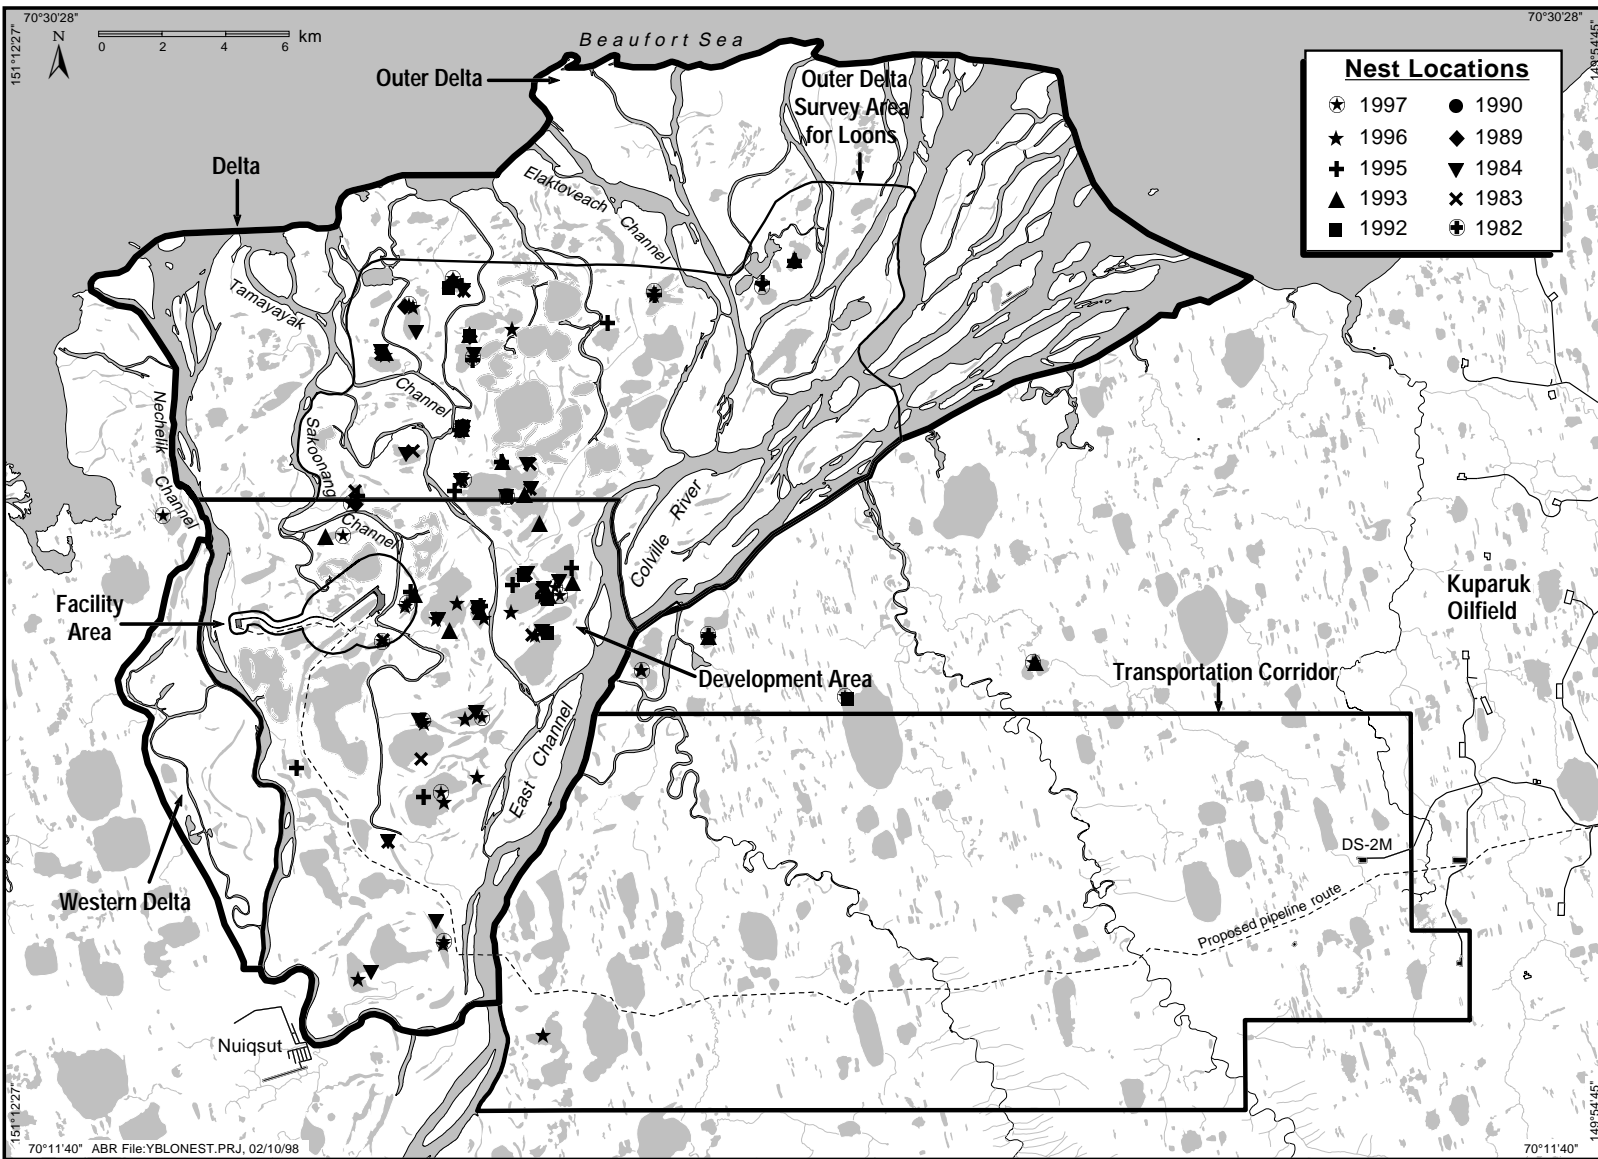 70°30'28"
70°30'28"
151°12'27"
149°54'45"
N
0 2 4 6 km
Beaufort Sea
Outer Delta
Outer Delta
Survey Area
for Loons
Nest Locations
1997 1990
1996 1989
1995 1984
1993 1983
1992 1982
Delta
Elaktoveach Channel
Tamayayak
Channel
Nechelik Channel
Sakoonang
Channel
Colville River
Facility
Area
Kuparuk
Oilfield
Development Area
Transportation Corridor
East Channel
DS-2M
Western Delta
Proposed pipeline route
Nuiqsut
151°12'27"
149°54'45"
70°11'40" ABR File:YBLONEST.PRJ, 02/10/98
70°11'40"